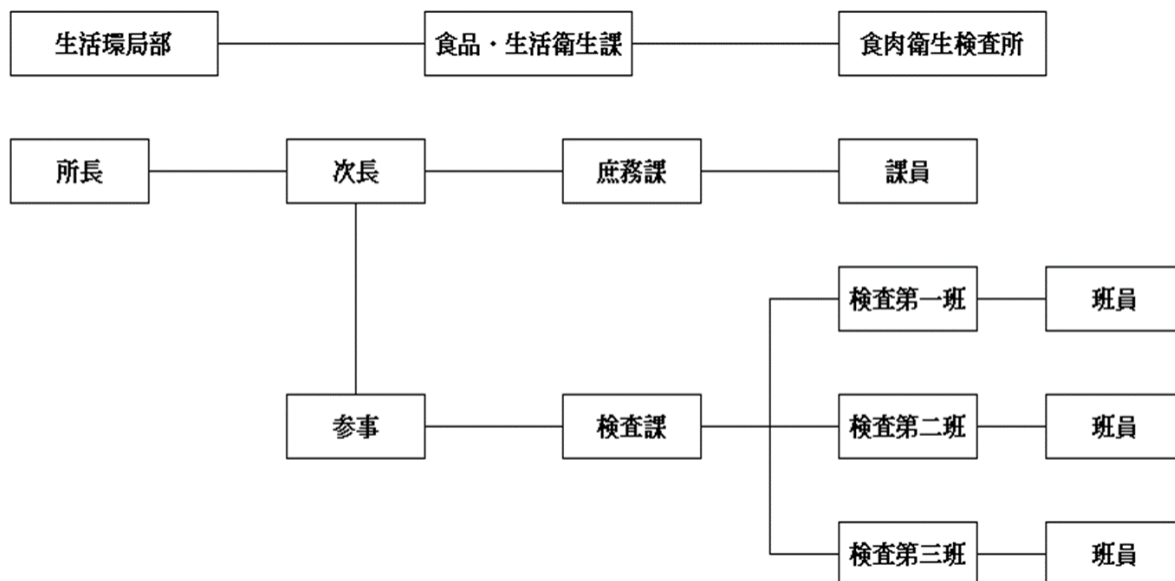 生活環局部
食品・生活衛生課
食肉衛生検査所
所長
次長
庶務課
課員
検査第一班
班員
参事
検査課
検査第二班
班員
検査第三班
班員